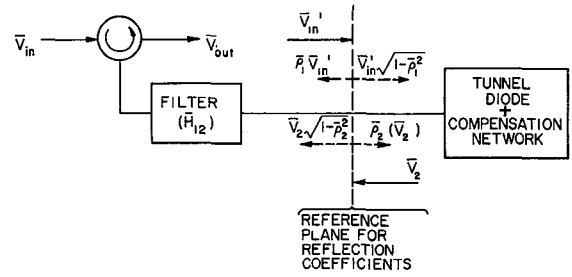 V̅in
V̅out
FILTER
(H̅12)
V̅in'
ρ̅1 V̅in'
V̅in' √1-ρ̅1²
V̅2 √1-ρ̅2²
ρ̅2 (V̅2)
V̅2
TUNNEL
DIODE
+
COMPENSATION
NETWORK
REFERENCE
PLANE FOR
REFLECTION
COEFFICIENTS